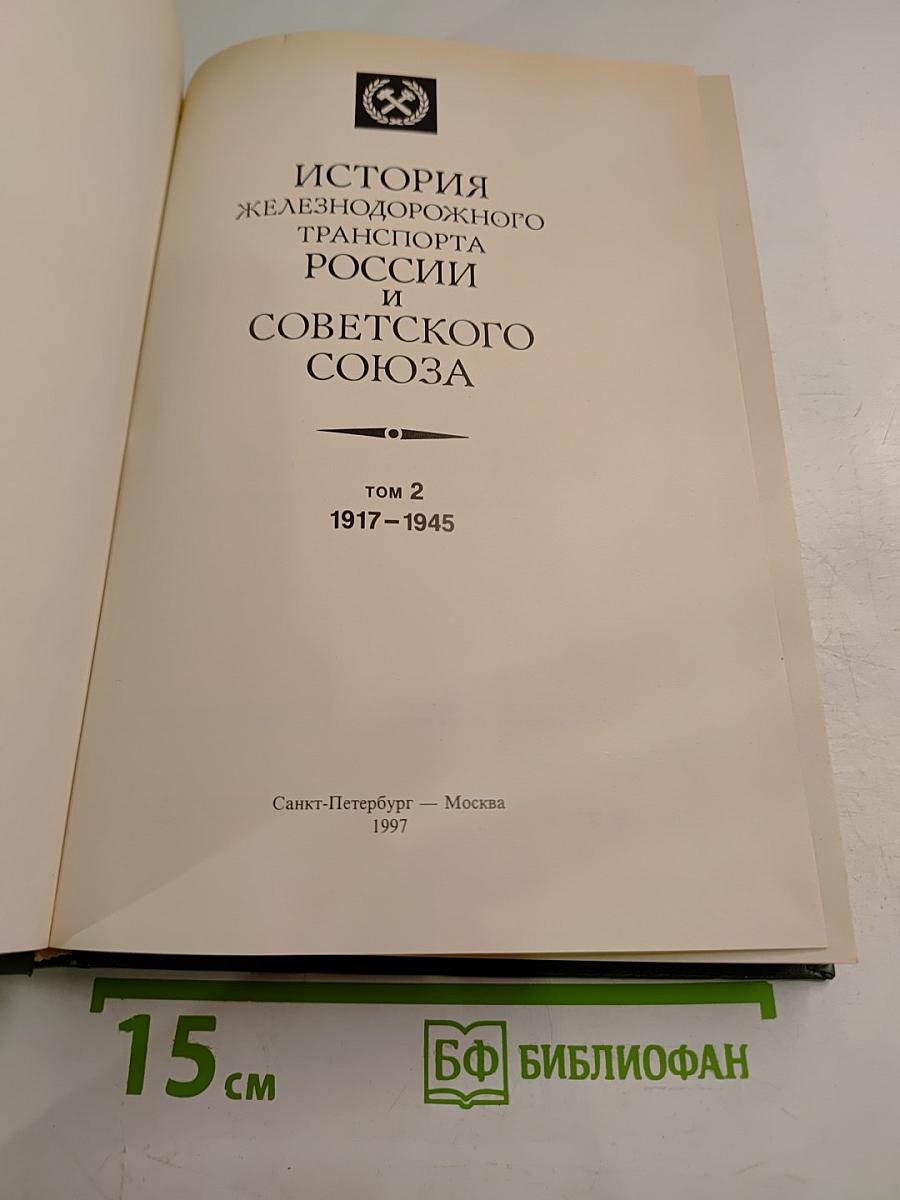 ИСТОРИЯ
ЖЕЛЕЗНОДОРОЖНОГО
ТРАНСПОРТА
РОССИИ
И
СОВЕТСКОГО
СОЮЗА
ТОМ 2
1917–1945
Санкт-Петербург — Москва
1997
15 см
БФ БИБЛИОФАН